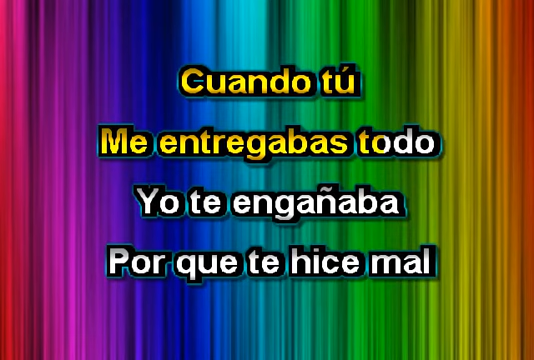 Cuando tú
Me entregabas todo
Yo te engañaba
Por que te hice mal